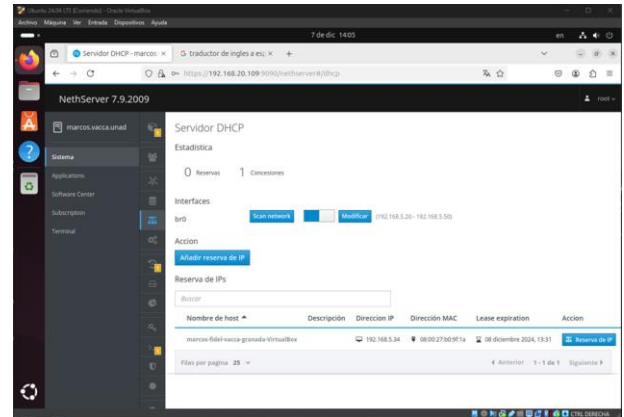 Ubuntu 24.04 LTS [Corriendo] - Oracle VirtualBox
Archivo Máquina Ver Entrada Dispositivos Ayuda
7 de dic 14:05
en
Servidor DHCP - marcos
traductor de ingles a es
https://192.168.20.109:9090/nethserver#/dhcp
NethServer 7.9.2009
root
marcos.vacca.unad
Servidor DHCP
Estadistica
Sistema
0 Reservas 1 Concesiones
Applications
Software Center
Interfaces
Subscription
br0 Scan network Modificar (192.168.5.20 - 192.168.5.50)
Terminal
Accion
Añadir reserva de IP
Reserva de IPs
Buscar
Nombre de host Descripción Direccion IP Dirección MAC Lease expiration Accion
marcos-fidel-vacca-granada-VirtualBox 192.168.5.34 08:00:27:b0:9f:1a 08 diciembre 2024, 13:31 Reserva de IP
Filas por pagina 25 Anterior 1 - 1 de 1 Siguiente
CTRL DERECHA